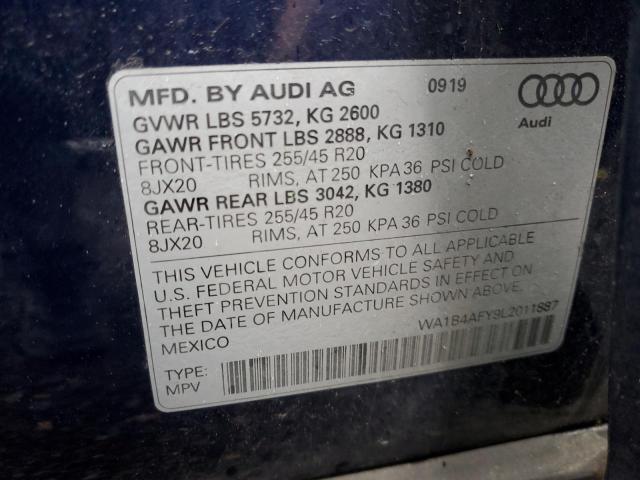 MFD. BY AUDI AG 0919
GVWR LBS 5732, KG 2600
GAWR FRONT LBS 2888, KG 1310
FRONT-TIRES 255/45 R20
8JX20 RIMS, AT 250 KPA 36 PSI COLD
GAWR REAR LBS 3042, KG 1380
REAR-TIRES 255/45 R20
8JX20 RIMS, AT 250 KPA 36 PSI COLD
Audi
THIS VEHICLE CONFORMS TO ALL APPLICABLE
U.S. FEDERAL MOTOR VEHICLE SAFETY AND
THEFT PREVENTION STANDARDS IN EFFECT ON
THE DATE OF MANUFACTURE SHOWN ABOVE.
MEXICO WA1B4AFY9L2011887
TYPE:
MPV